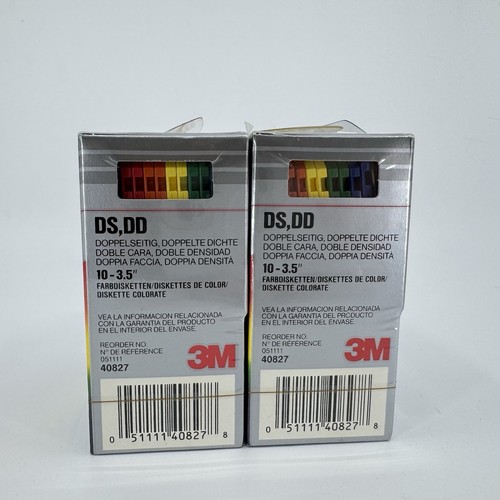 DS,DD
DOPPELSEITIG, DOPPELTE DICHTE
DOBLE CARA, DOBLE DENSIDAD
DOPPIA FACCIA, DOPPIA DENSITÀ
10-3.5"
FARBDISKETTEN/DISKETTES DE COLOR/
DISKETTE COLORATE
VEA LA INFORMACION RELACIONADA
CON LA GARANTIA DEL PRODUCTO
EN EL INTERIOR DEL ENVASE.
REORDER NO.
N° DE RÉFÉRENCE
051111
40827
3M
0 51111 40827 8
DS,DD
DOPPELSEITIG, DOPPELTE DICHTE
DOBLE CARA, DOBLE DENSIDAD
DOPPIA FACCIA, DOPPIA DENSITÀ
10-3.5"
FARBDISKETTEN/DISKETTES DE COLOR/
DISKETTE COLORATE
VEA LA INFORMACION RELACIONADA
CON LA GARANTIA DEL PRODUCTO
EN EL INTERIOR DEL ENVASE.
REORDER NO.
N° DE RÉFÉRENCE
051111
40827
3M
0 51111 40827 8